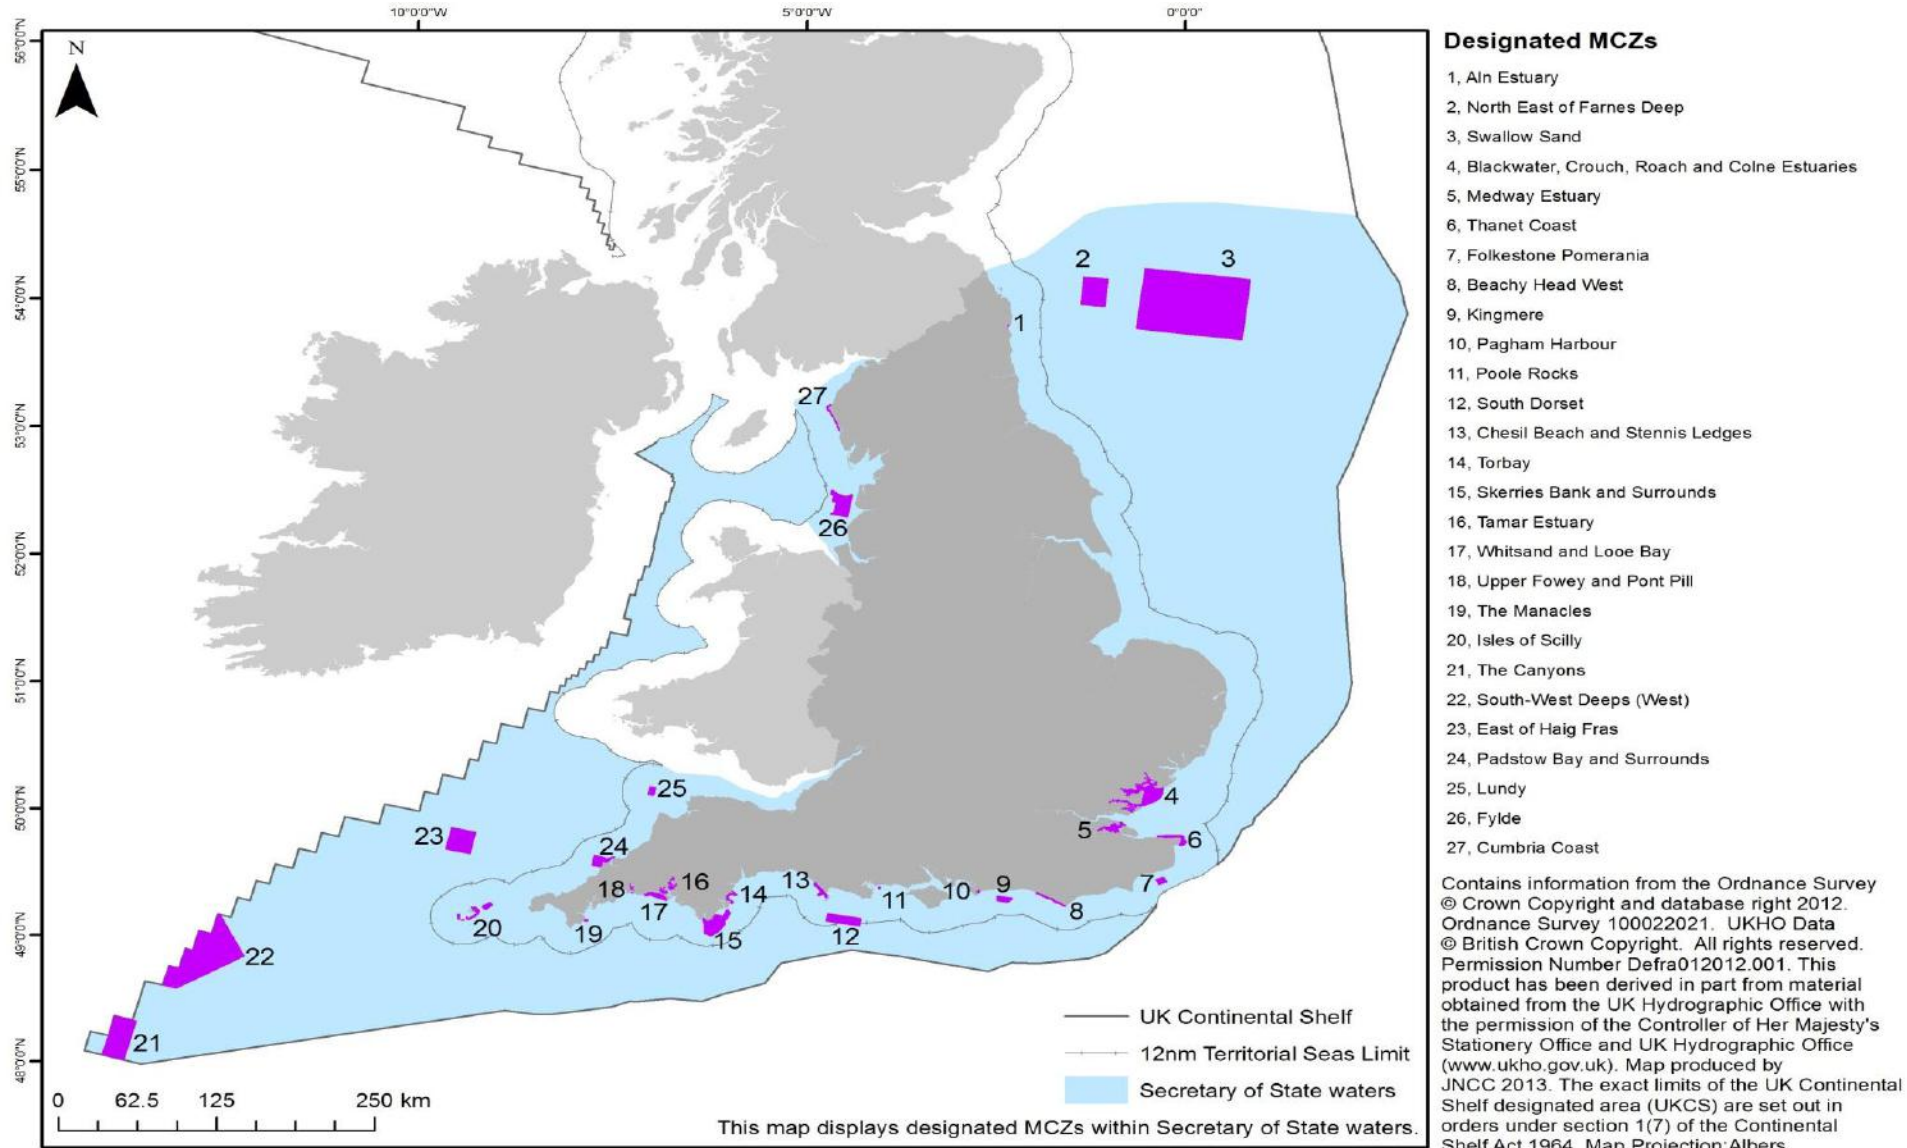 10°0'0"W 5°0'0"W 0°0'0"
56°0'0"N
55°0'0"N
54°0'0"N
53°0'0"N
52°0'0"N
51°0'0"N
50°0'0"N
49°0'0"N
48°0'0"N
N
2
3
1
27
26
25
4
5
6
23
24
18
16
14
13
11
10
9
7
8
17
20
19
15
12
22
21
UK Continental Shelf
12nm Territorial Seas Limit
Secretary of State waters
0 62.5 125 250 km
This map displays designated MCZs within Secretary of State waters.
Designated MCZs
1, Aln Estuary
2, North East of Farnes Deep
3, Swallow Sand
4, Blackwater, Crouch, Roach and Colne Estuaries
5, Medway Estuary
6, Thanet Coast
7, Folkestone Pomerania
8, Beachy Head West
9, Kingmere
10, Pagham Harbour
11, Poole Rocks
12, South Dorset
13, Chesil Beach and Stennis Ledges
14, Torbay
15, Skerries Bank and Surrounds
16, Tamar Estuary
17, Whitsand and Looe Bay
18, Upper Fowey and Pont Pill
19, The Manacles
20, Isles of Scilly
21, The Canyons
22, South-West Deeps (West)
23, East of Haig Fras
24, Padstow Bay and Surrounds
25, Lundy
26, Fylde
27, Cumbria Coast
Contains information from the Ordnance Survey
© Crown Copyright and database right 2012.
Ordnance Survey 100022021. UKHO Data
© British Crown Copyright. All rights reserved.
Permission Number Defra012012.001. This
product has been derived in part from material
obtained from the UK Hydrographic Office with
the permission of the Controller of Her Majesty's
Stationery Office and UK Hydrographic Office
(www.ukho.gov.uk). Map produced by
JNCC 2013. The exact limits of the UK Continental
Shelf designated area (UKCS) are set out in
orders under section 1(7) of the Continental
Shelf Act 1964. Map Projection:Albers